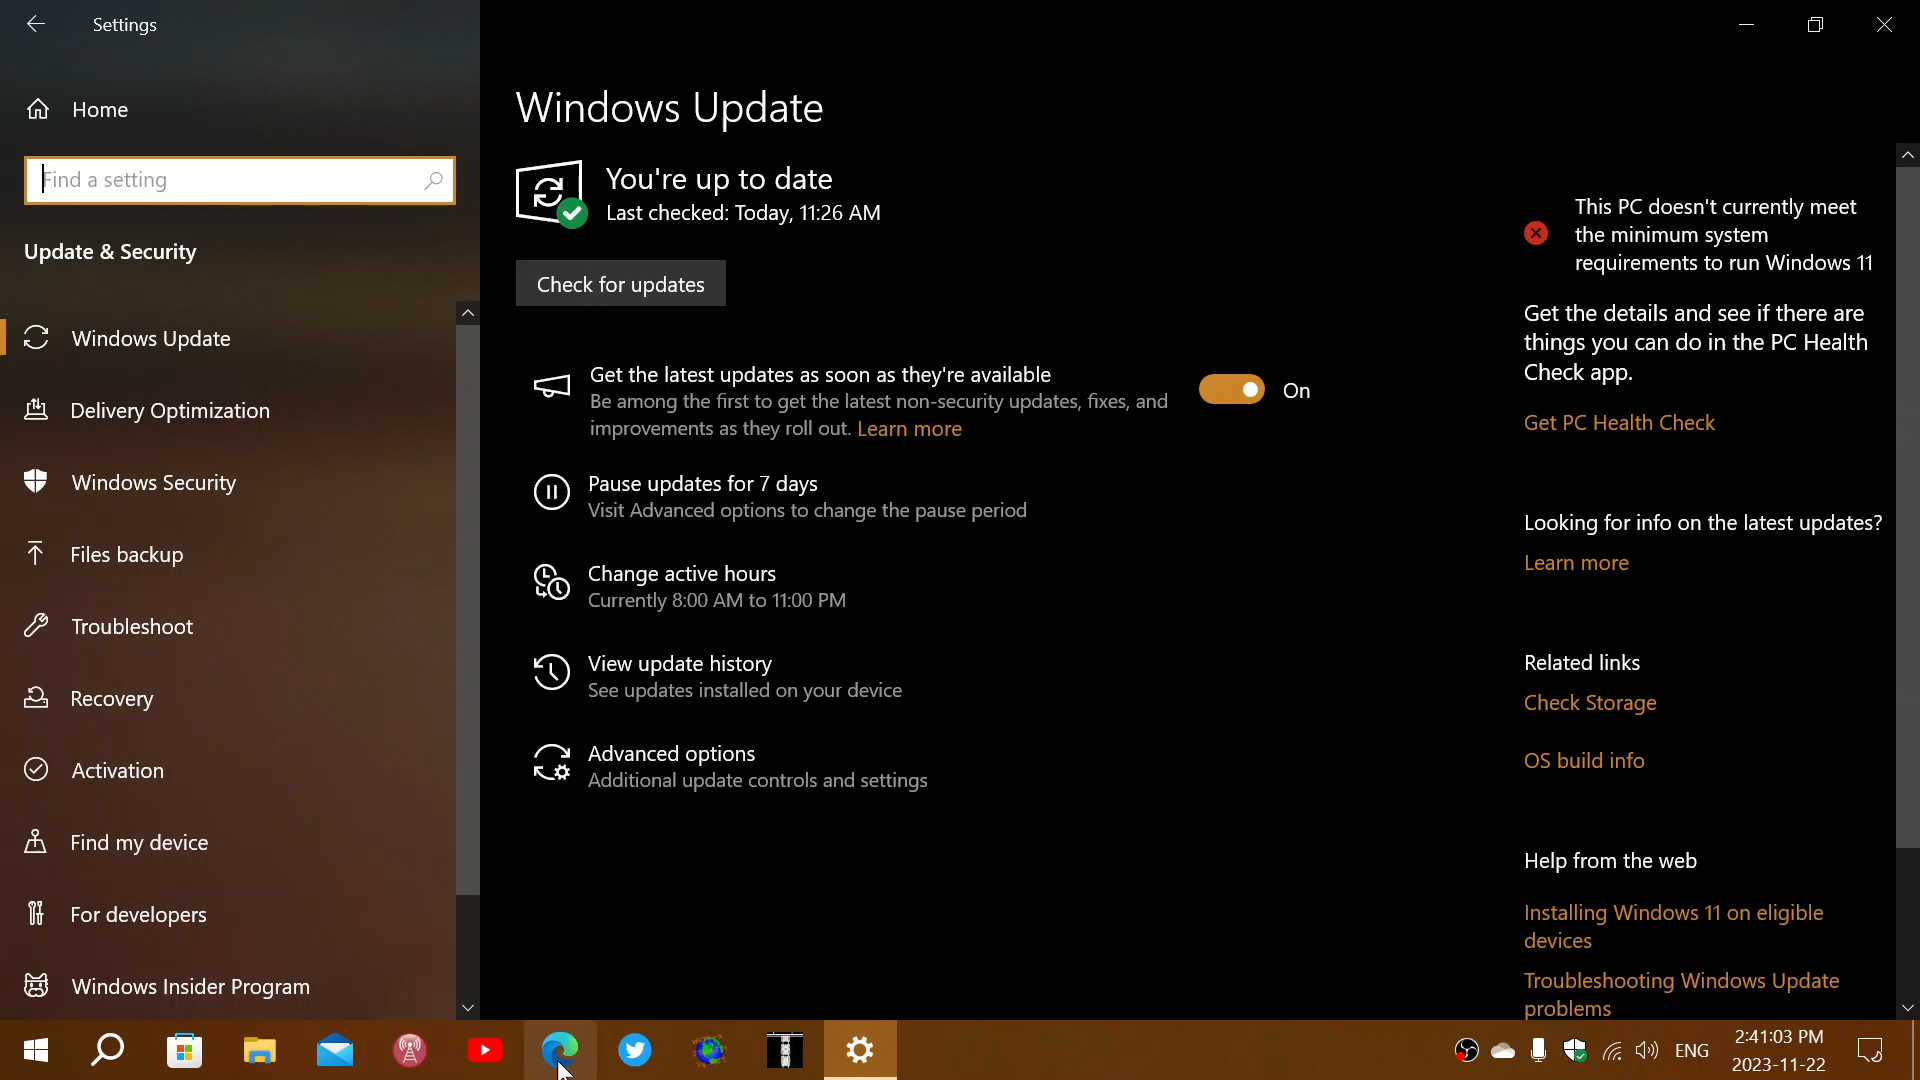 Settings
Home
Find a setting
Update & Security
Windows Update
Delivery Optimization
Windows Security
Files backup
Troubleshoot
Recovery
Activation
Find my device
For developers
Windows Insider Program
Windows Update
You're up to date
Last checked: Today, 11:26 AM
Check for updates
Get the latest updates as soon as they're available
Be among the first to get the latest non-security updates, fixes, and
improvements as they roll out. Learn more
On
Pause updates for 7 days
Visit Advanced options to change the pause period
Change active hours
Currently 8:00 AM to 11:00 PM
View update history
See updates installed on your device
Advanced options
Additional update controls and settings
This PC doesn't currently meet
the minimum system
requirements to run Windows 11
Get the details and see if there are
things you can do in the PC Health
Check app.
Get PC Health Check
Looking for info on the latest updates?
Learn more
Related links
Check Storage
OS build info
Help from the web
Installing Windows 11 on eligible
devices
Troubleshooting Windows Update
problems
ENG
2:41:03 PM
2023-11-22